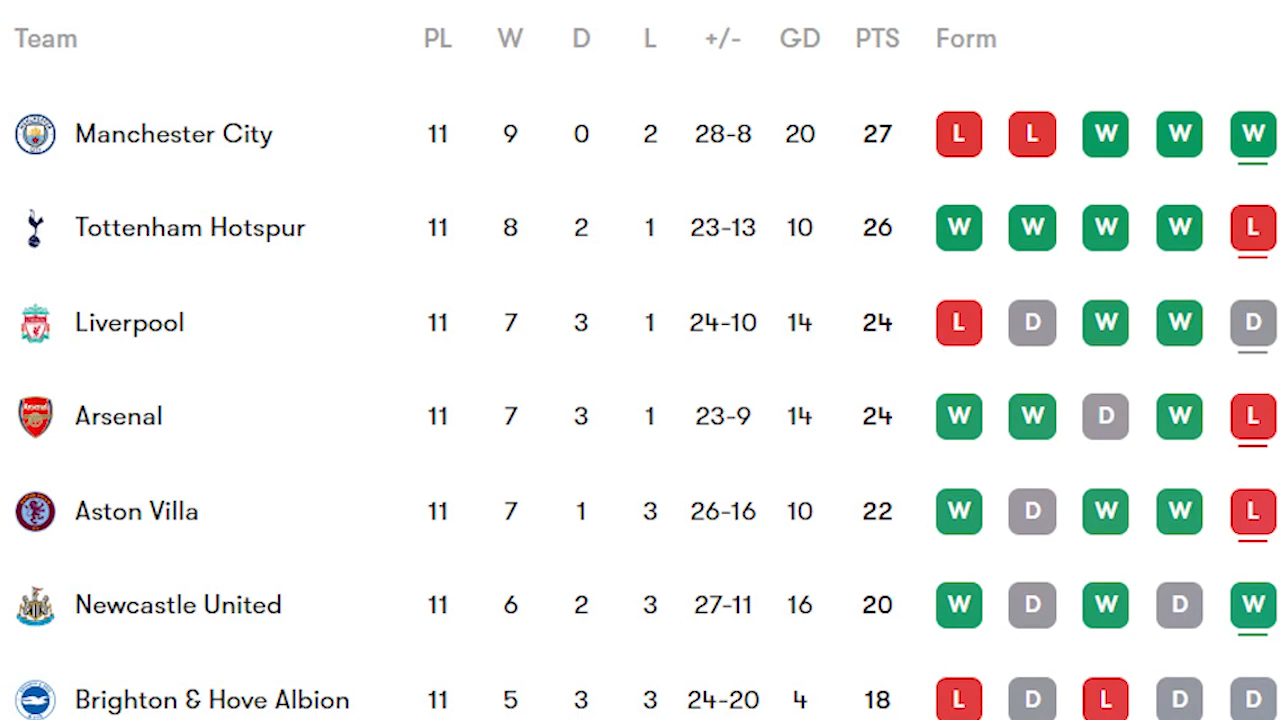 Team PL W D L +/- GD PTS Form
Manchester City 11 9 0 2 28-8 20 27 L L W W W
Tottenham Hotspur 11 8 2 1 23-13 10 26 W W W W L
Liverpool 11 7 3 1 24-10 14 24 L D W W D
Arsenal 11 7 3 1 23-9 14 24 W W D W L
Aston Villa 11 7 1 3 26-16 10 22 W D W W L
Newcastle United 11 6 2 3 27-11 16 20 W D W D W
Brighton & Hove Albion 11 5 3 3 24-20 4 18 L D L D D